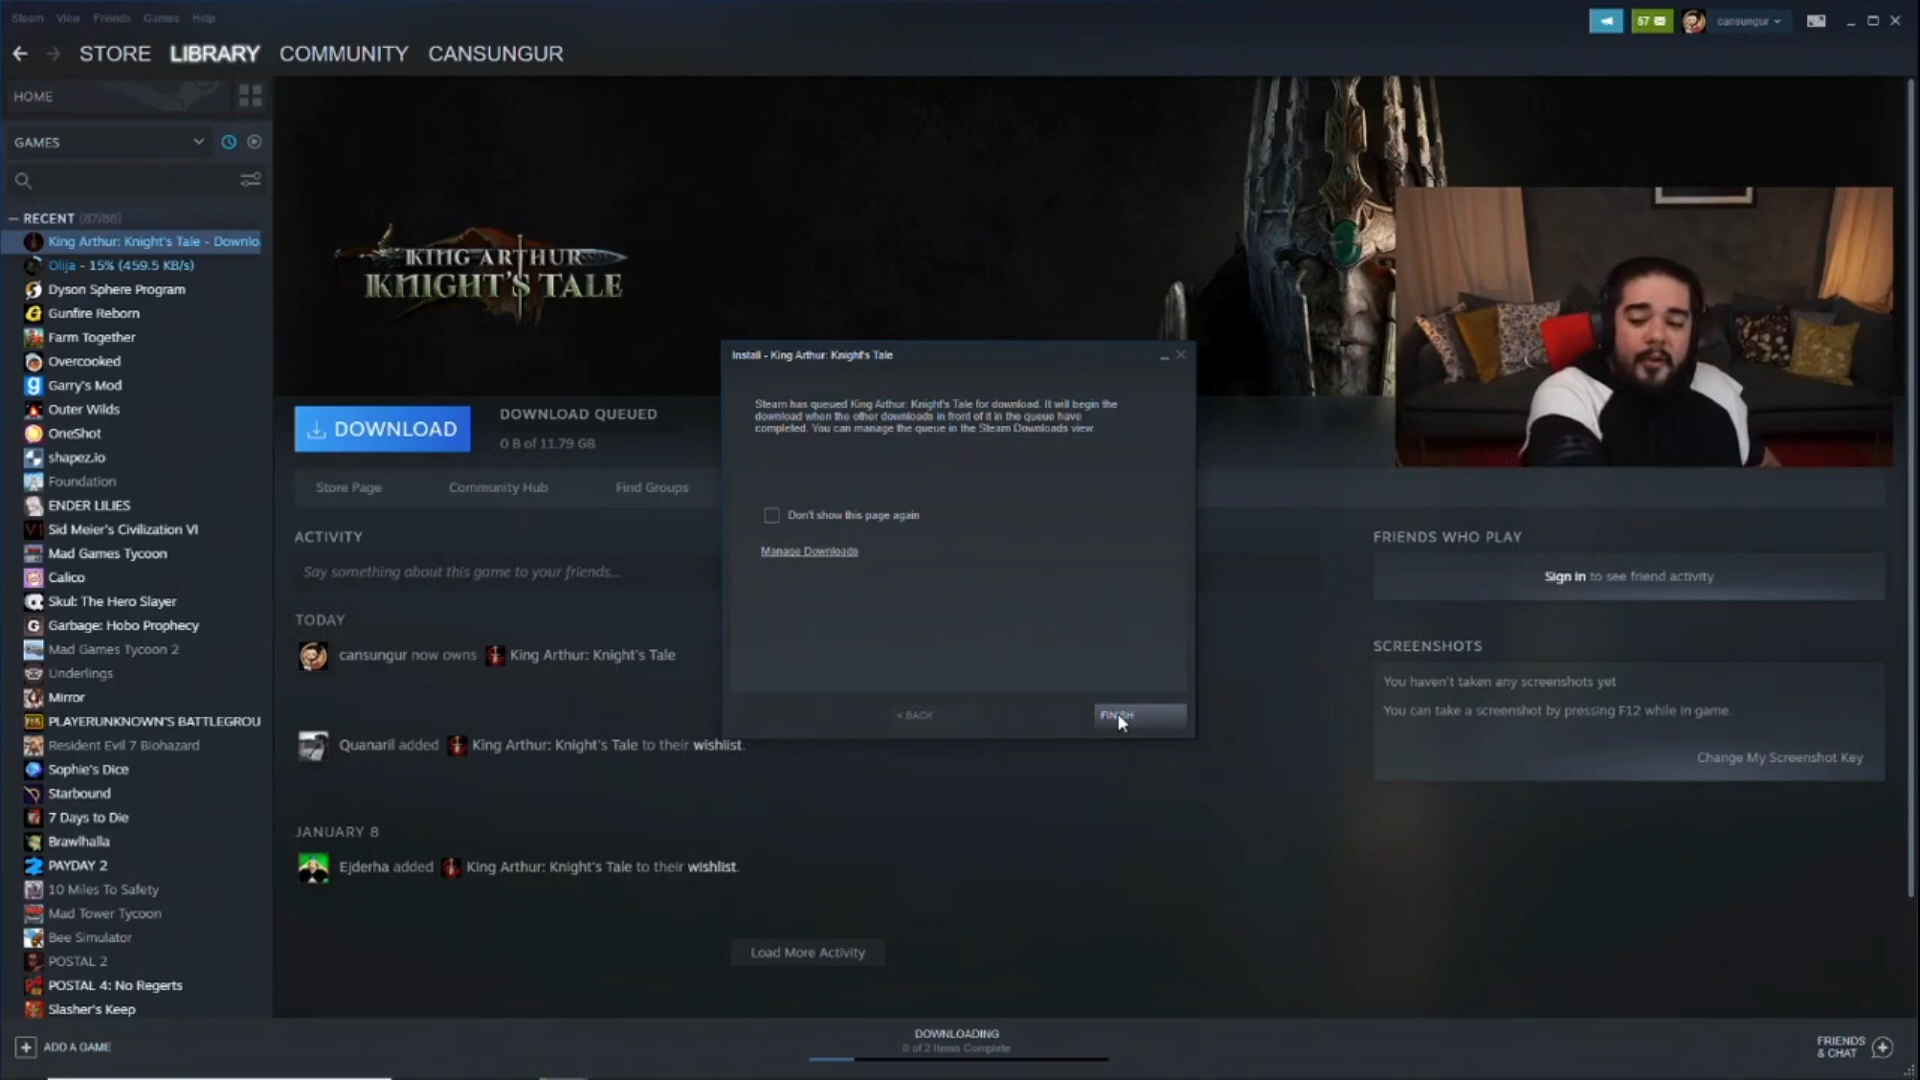 Steam View Friends Games Help
57
cansungur
STORE LIBRARY COMMUNITY CANSUNGUR
HOME
GAMES
RECENT (87/88)
King Arthur: Knight's Tale - Downlo
Olija - 15% (459.5 KB/s)
Dyson Sphere Program
Gunfire Reborn
Farm Together
Overcooked
Garry's Mod
Outer Wilds
OneShot
shapez.io
Foundation
ENDER LILIES
Sid Meier's Civilization VI
Mad Games Tycoon
Calico
Skul: The Hero Slayer
Garbage: Hobo Prophecy
Mad Games Tycoon 2
Underlings
Mirror
PLAYERUNKNOWN'S BATTLEGROU
Resident Evil 7 Biohazard
Sophie's Dice
Starbound
7 Days to Die
Brawlhalla
PAYDAY 2
10 Miles To Safety
Mad Tower Tycoon
Bee Simulator
POSTAL 2
POSTAL 4: No Regerts
Slasher's Keep
ADD A GAME
KING ARTHUR
KNIGHT'S TALE
DOWNLOAD
DOWNLOAD QUEUED
0 B of 11.79 GB
Store Page Community Hub Find Groups
ACTIVITY
Say something about this game to your friends...
TODAY
cansungur now owns King Arthur: Knight's Tale
Quanaril added King Arthur: Knight's Tale to their wishlist.
JANUARY 8
Ejderha added King Arthur: Knight's Tale to their wishlist.
Load More Activity
Install - King Arthur: Knight's Tale
Steam has queued King Arthur: Knight's Tale for download. It will begin the
download when the other downloads in front of it in the queue have
completed. You can manage the queue in the Steam Downloads view.
Don't show this page again
Manage Downloads
< BACK
FINISH
FRIENDS WHO PLAY
Sign in to see friend activity
SCREENSHOTS
You haven't taken any screenshots yet
You can take a screenshot by pressing F12 while in game.
Change My Screenshot Key
DOWNLOADING
0 of 2 Items Complete
FRIENDS
& CHAT